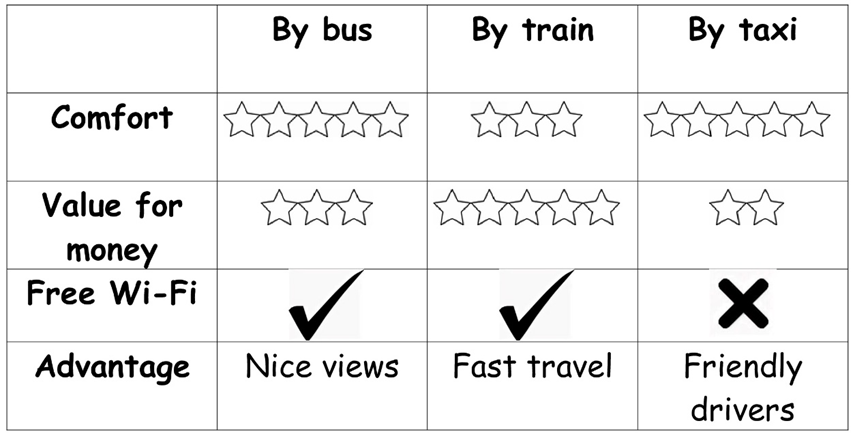 By bus By train By taxi
Comfort
Value for
money
Free Wi-Fi
Advantage Nice views Fast travel Friendly
drivers